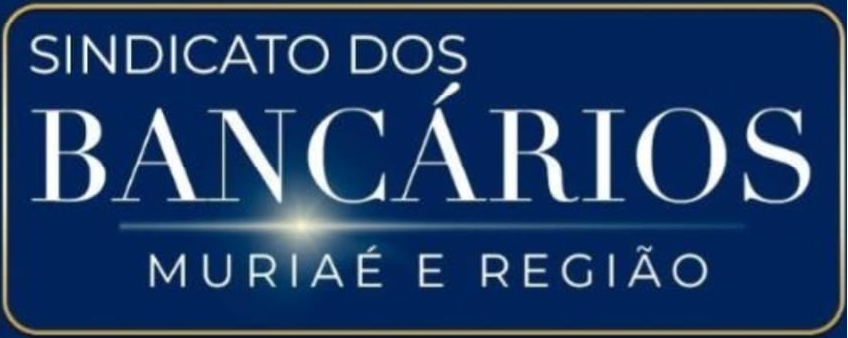 SINDICATO DOS
BANCÁRIOS
MURIAÉ E REGIÃO